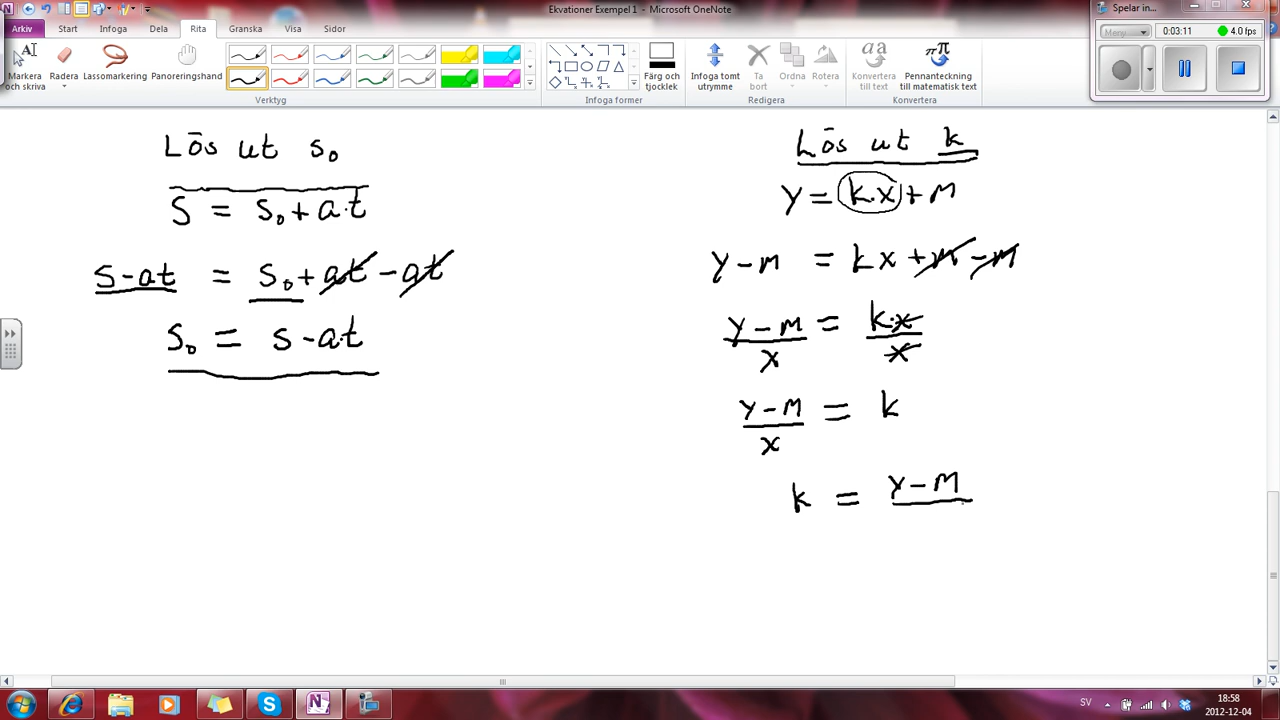 Ekvationer Exempel 1 - Microsoft OneNote
Spelar in...
Arkiv Start Infoga Dela Rita Granska Visa Sidor
Meny 0:03:11 4.0 fps
Markera och skriva
Radera
Lassomarkering
Panoreringshand
Färg och tjocklek
Infoga tomt utrymme
Ta bort
Ordna
Rotera
Konvertera till text
Pennanteckning till matematisk text
Verktyg
Infoga former
Redigera
Konvertera
Lös ut s₀
S = s₀ + a·t
s-at = s₀ + at - at
s₀ = s - a·t
Lös ut k
y = k·x + m
y - m = kx + m - m
(y - m)/x = (k·x)/x
(y - m)/x = k
k = y - m
SV
18:58
2012-12-04